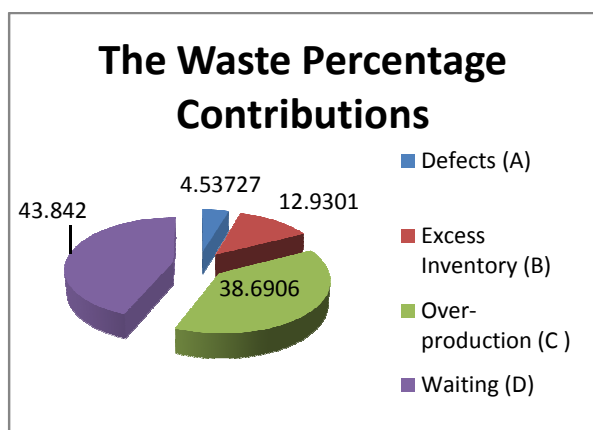 The Waste Percentage
Contributions
4.53727
12.9301
43.842
38.6906
Defects (A)
Excess
Inventory (B)
Over-
production (C )
Waiting (D)